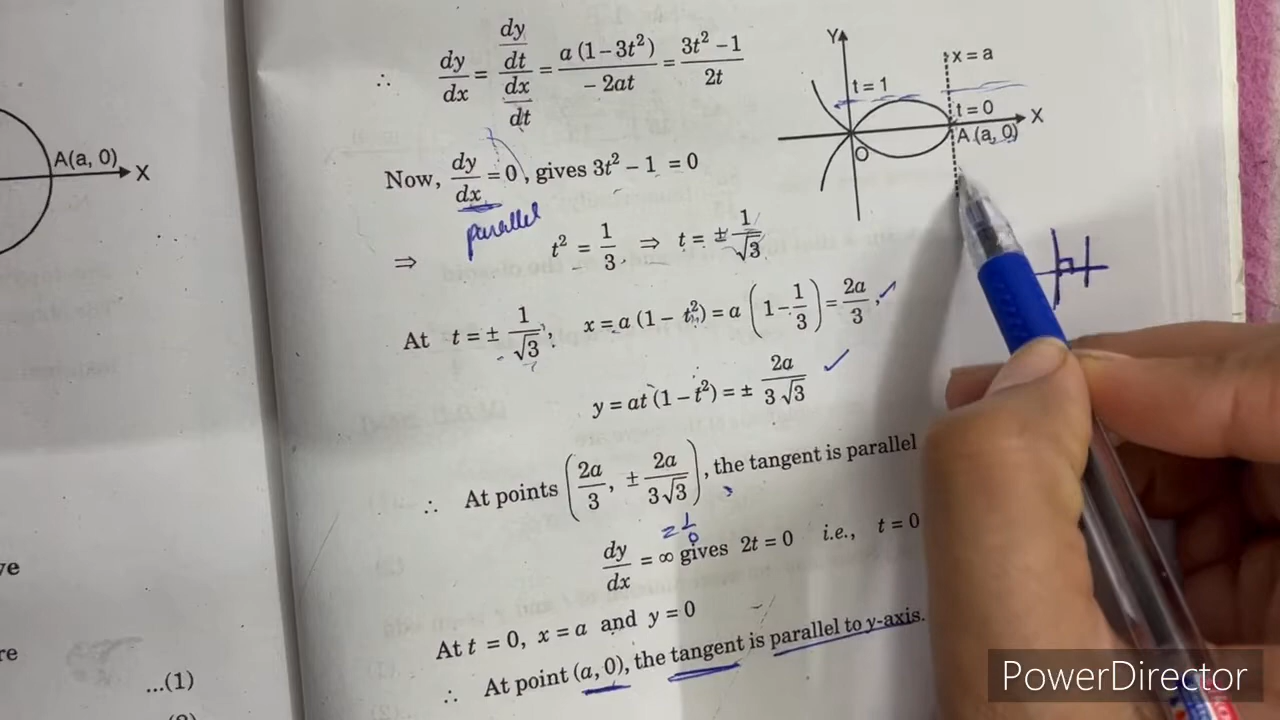 A(a, 0)
X
ve
re
...(1)
∴ dy/dx = (dy/dt)/(dx/dt) = a (1 – 3t²)/– 2at = 3t² – 1/2t
Now, dy/dx = 0, gives 3t² – 1 = 0
parallel
⇒ t² = 1/3 ⇒ t = ± 1/√3
At t = ± 1/√3, x = a (1 – t²) = a (1 – 1/3) = 2a/3,
y = at (1 – t²) = ± 2a/3√3
∴ At points (2a/3, ± 2a/3√3), the tangent is parallel
= 1/0
dy/dx = ∞ gives 2t = 0 i.e., t = 0
At t = 0, x = a and y = 0
∴ At point (a, 0), the tangent is parallel to y-axis.
Y
x = a
t = 1
t = 0
X
O
A (a, 0)
PowerDirector